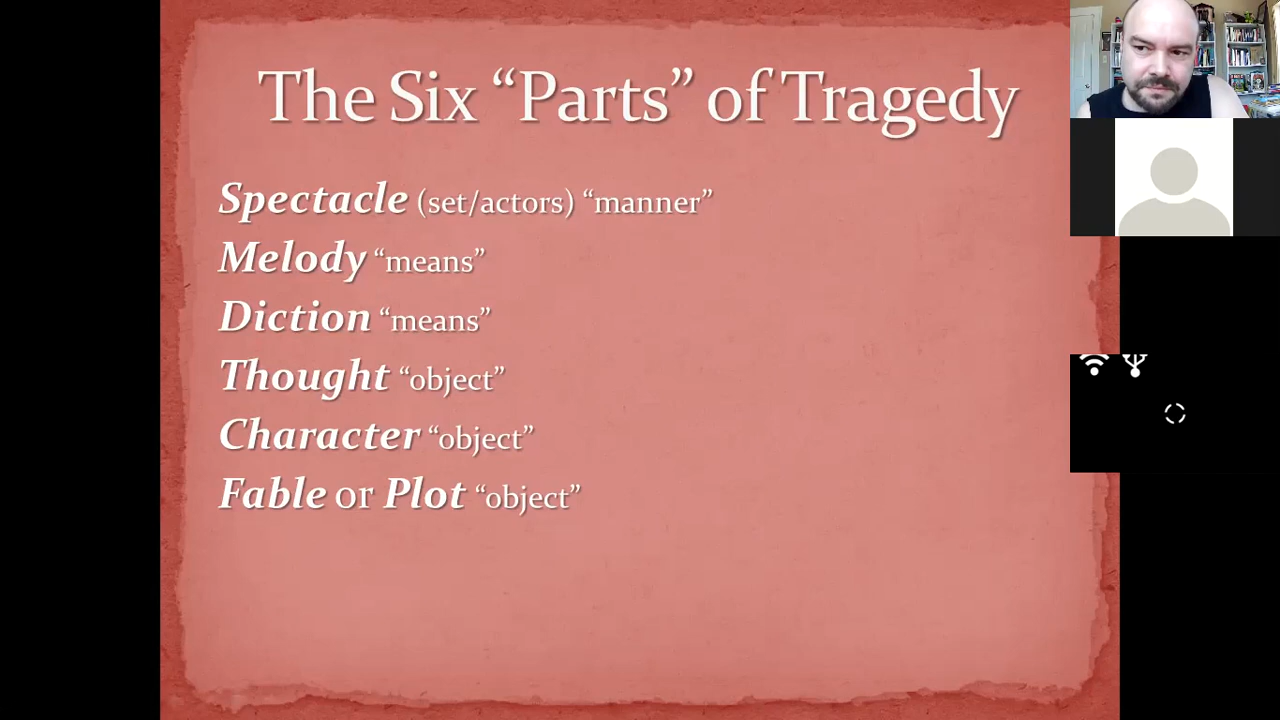 The Six “Parts” of Tragedy
Spectacle (set/actors) “manner”
Melody “means”
Diction “means”
Thought “object”
Character “object”
Fable or Plot “object”